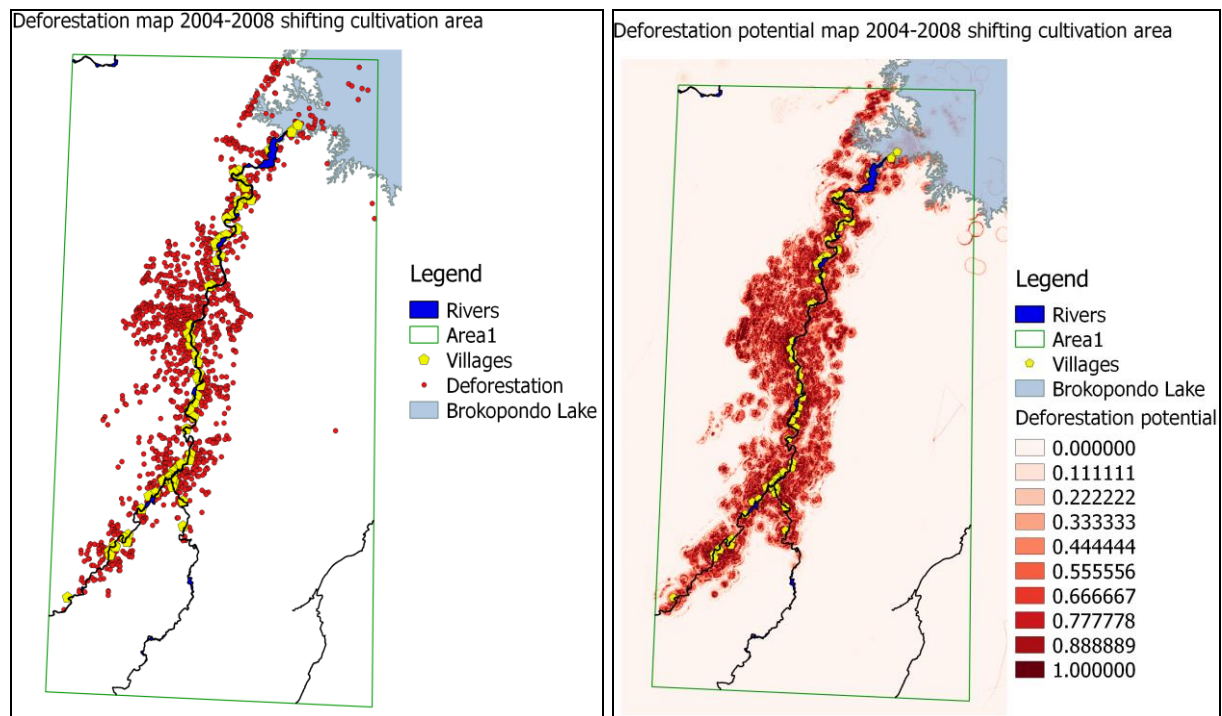 Deforestation map 2004-2008 shifting cultivation area
Legend
Rivers
Area1
Villages
Deforestation
Brokopondo Lake
Deforestation potential map 2004-2008 shifting cultivation area
Legend
Rivers
Area1
Villages
Brokopondo Lake
Deforestation potential
0.000000
0.111111
0.222222
0.333333
0.444444
0.555556
0.666667
0.777778
0.888889
1.000000